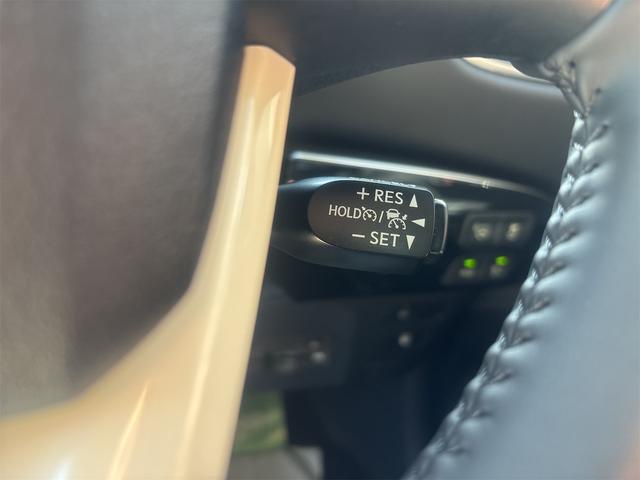 + RES ▲
HOLD / ◀
− SET ▼